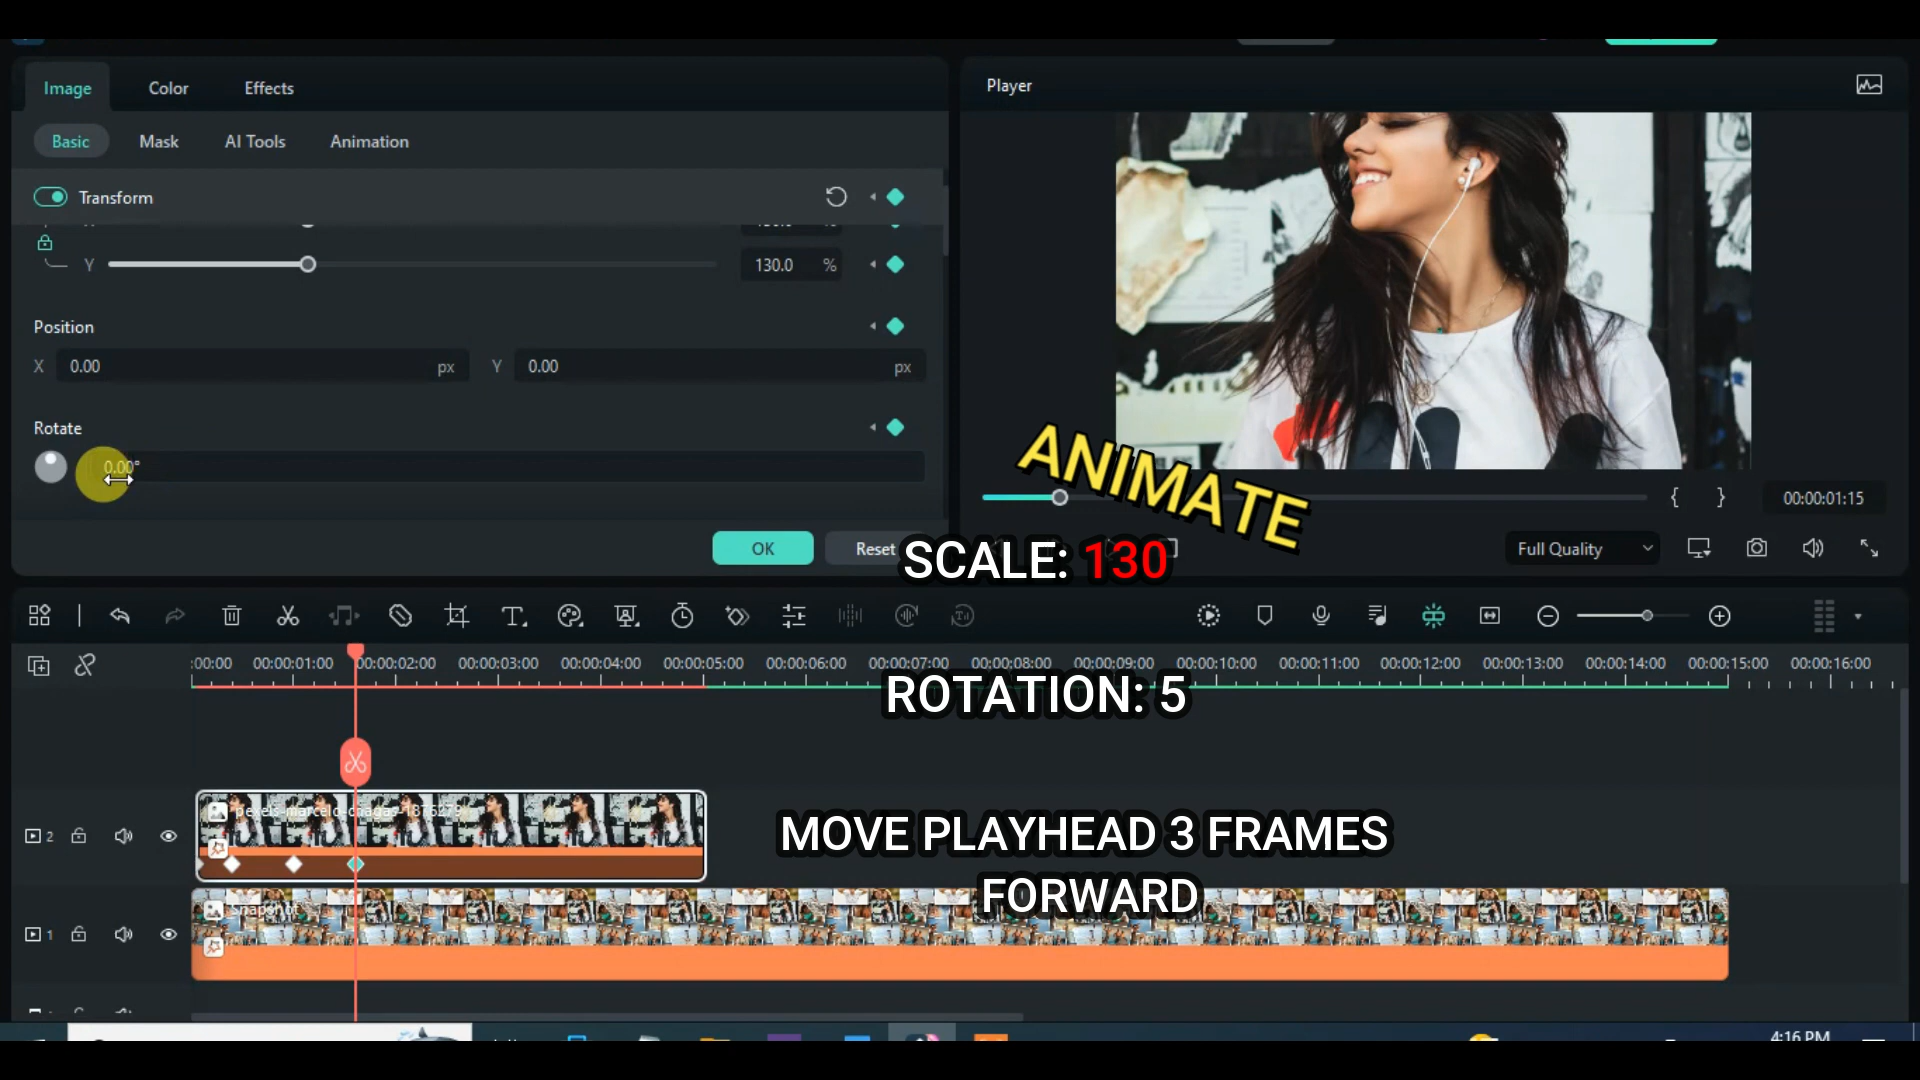 Image Color Effects
Player
Basic Mask AI Tools Animation
Transform
Y 130.0 %
Position
X 0.00 px Y 0.00 px
Rotate
0.00°
ANIMATE
00:00:01:15
OK Reset
SCALE: 130
Full Quality
:00:00 00:00:01:00 00:00:02:00 00:00:03:00 00:00:04:00 00:00:05:00 00:00:06:00 00:00:07:00 00:00:08:00 00:00:09:00 00:00:10:00 00:00:11:00 00:00:12:00 00:00:13:00 00:00:14:00 00:00:15:00 00:00:16:00
ROTATION: 5
pexels-marcelo-chagas-1876279
2
MOVE PLAYHEAD 3 FRAMES
FORWARD
Snapshot
1
4:16 PM